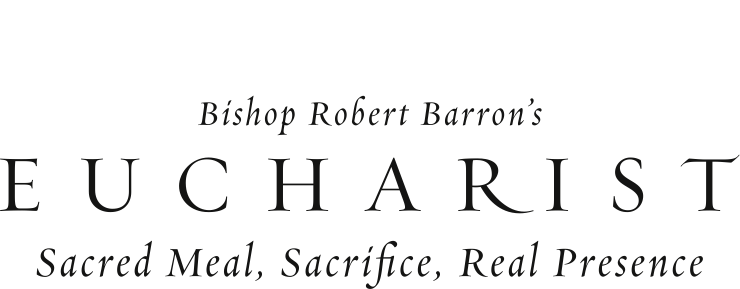 Bishop Robert Barron’s
EUCHARIST
Sacred Meal, Sacrifice, Real Presence